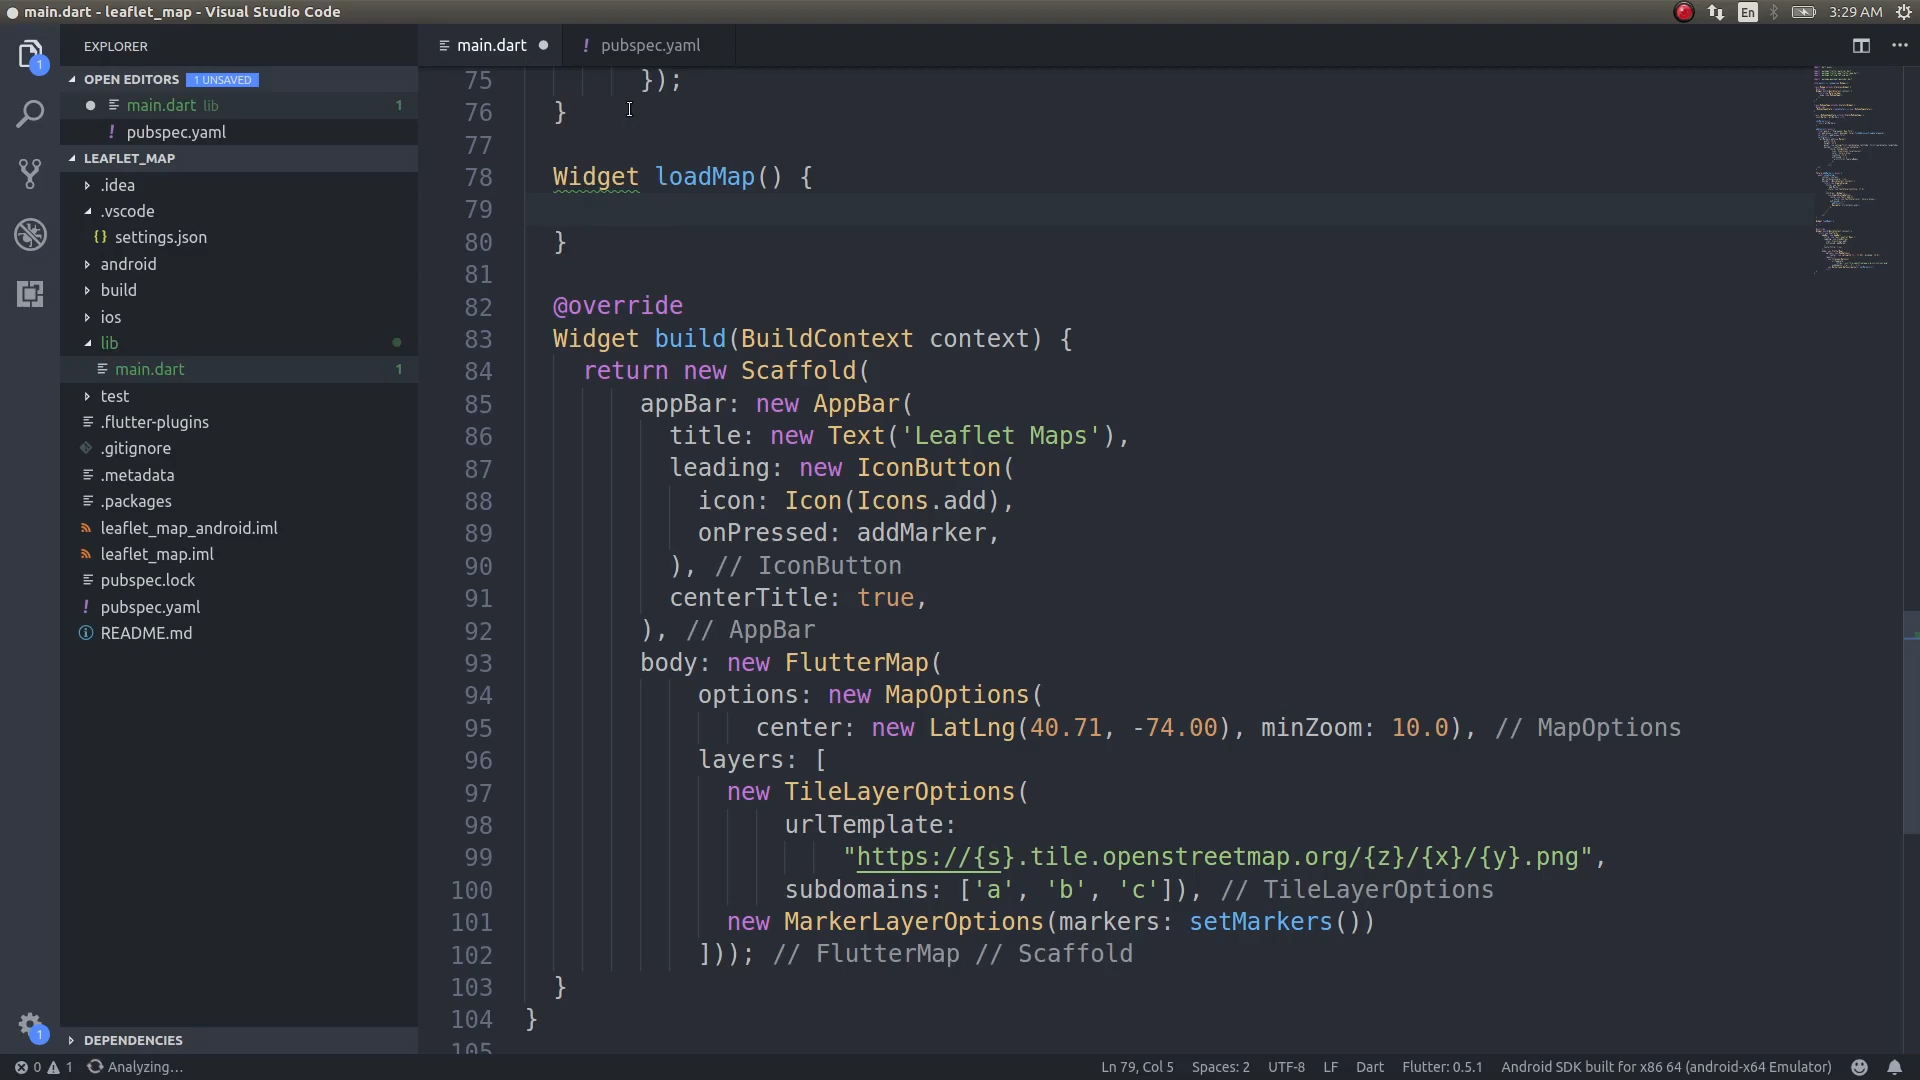 main.dart - leaflet_map - Visual Studio Code
En
3:29 AM
EXPLORER
OPEN EDITORS 1 UNSAVED
main.dart lib 1
pubspec.yaml
LEAFLET_MAP
.idea
.vscode
{} settings.json
android
build
ios
lib
main.dart 1
test
.flutter-plugins
.gitignore
.metadata
.packages
leaflet_map_android.iml
leaflet_map.iml
pubspec.lock
! pubspec.yaml
README.md
DEPENDENCIES
main.dart
! pubspec.yaml
75 });
76 }
77
78 Widget loadMap() {
79
80 }
81
82 @override
83 Widget build(BuildContext context) {
84 return new Scaffold(
85 appBar: new AppBar(
86 title: new Text('Leaflet Maps'),
87 leading: new IconButton(
88 icon: Icon(Icons.add),
89 onPressed: addMarker,
90 ), // IconButton
91 centerTitle: true,
92 ), // AppBar
93 body: new FlutterMap(
94 options: new MapOptions(
95 center: new LatLng(40.71, -74.00), minZoom: 10.0), // MapOptions
96 layers: [
97 new TileLayerOptions(
98 urlTemplate:
99 "https://{s}.tile.openstreetmap.org/{z}/{x}/{y}.png",
100 subdomains: ['a', 'b', 'c']), // TileLayerOptions
101 new MarkerLayerOptions(markers: setMarkers())
102 ])); // FlutterMap // Scaffold
103 }
104 }
105
0 1 Analyzing...
Ln 79, Col 5 Spaces: 2 UTF-8 LF Dart Flutter: 0.5.1 Android SDK built for x86 64 (android-x64 Emulator)